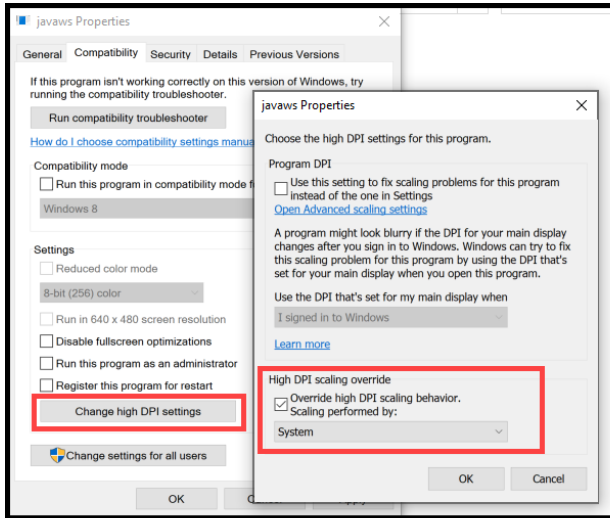 javaws Properties
General Compatibility Security Details Previous Versions
If this program isn't working correctly on this version of Windows, try
running the compatibility troubleshooter.
Run compatibility troubleshooter
How do I choose compatibility settings manua
Compatibility mode
Run this program in compatibility mode f
Windows 8
Settings
Reduced color mode
8-bit (256) color
Run in 640 x 480 screen resolution
Disable fullscreen optimizations
Run this program as an administrator
Register this program for restart
Change high DPI settings
Change settings for all users
OK
javaws Properties
Choose the high DPI settings for this program.
Program DPI
Use this setting to fix scaling problems for this program
instead of the one in Settings
Open Advanced scaling settings
A program might look blurry if the DPI for your main display
changes after you sign in to Windows. Windows can try to fix
this scaling problem for this program by using the DPI that's
set for your main display when you open this program.
Use the DPI that's set for my main display when
I signed in to Windows
Learn more
High DPI scaling override
Override high DPI scaling behavior.
Scaling performed by:
System
OK Cancel